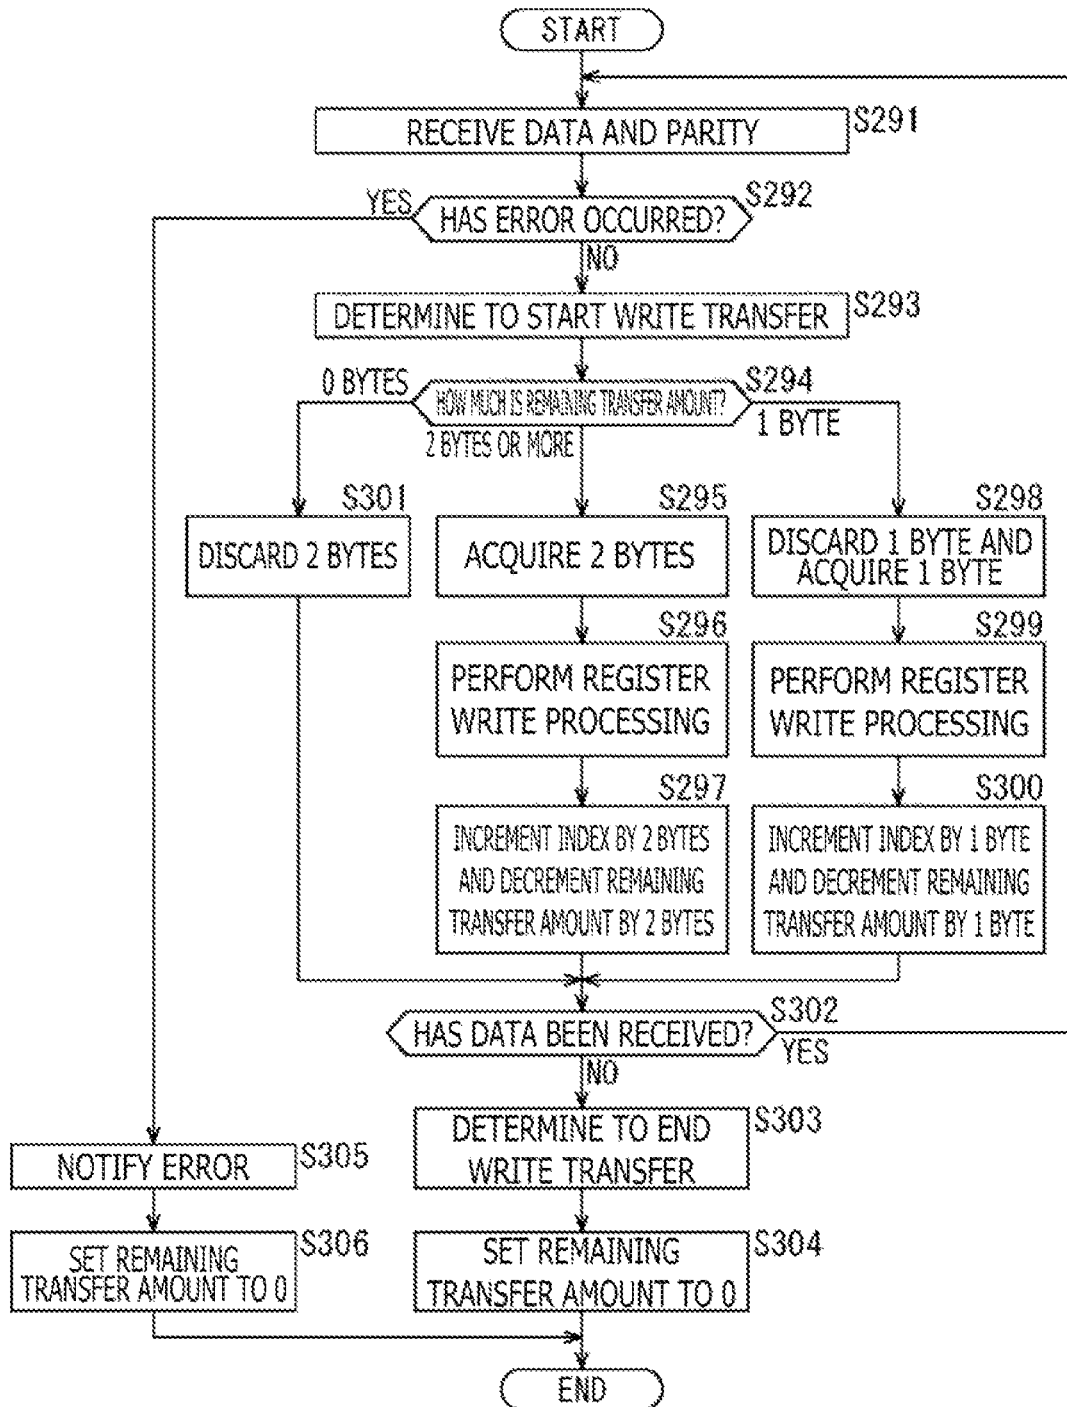 START
RECEIVE DATA AND PARITY
S291
YES
HAS ERROR OCCURRED?
S292
NO
DETERMINE TO START WRITE TRANSFER
S293
0 BYTES
HOW MUCH IS REMAINING TRANSFER AMOUNT?
S294
2 BYTES OR MORE
1 BYTE
S301
DISCARD 2 BYTES
S295
ACQUIRE 2 BYTES
S298
DISCARD 1 BYTE AND
ACQUIRE 1 BYTE
S296
PERFORM REGISTER
WRITE PROCESSING
S299
PERFORM REGISTER
WRITE PROCESSING
S297
INCREMENT INDEX BY 2 BYTES
AND DECREMENT REMAINING
TRANSFER AMOUNT BY 2 BYTES
S300
INCREMENT INDEX BY 1 BYTE
AND DECREMENT REMAINING
TRANSFER AMOUNT BY 1 BYTE
HAS DATA BEEN RECEIVED?
S302
YES
NO
DETERMINE TO END
WRITE TRANSFER
S303
NOTIFY ERROR
S305
SET REMAINING
TRANSFER AMOUNT TO 0
S306
SET REMAINING
TRANSFER AMOUNT TO 0
S304
END